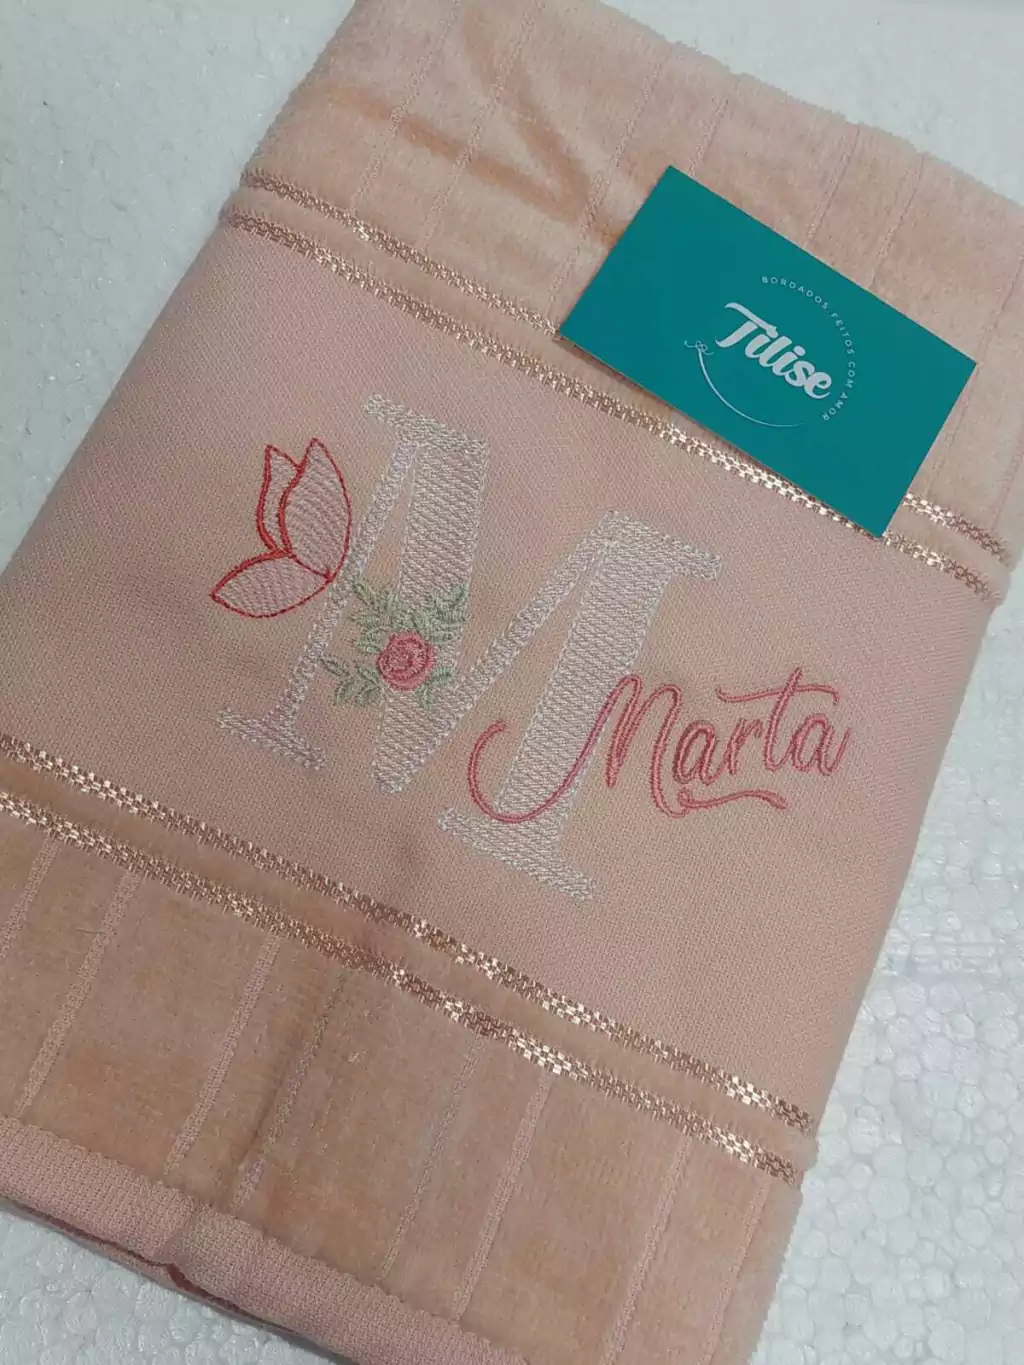 BORDADOS FEITOS COM AMOR
Tilise
M
Marta